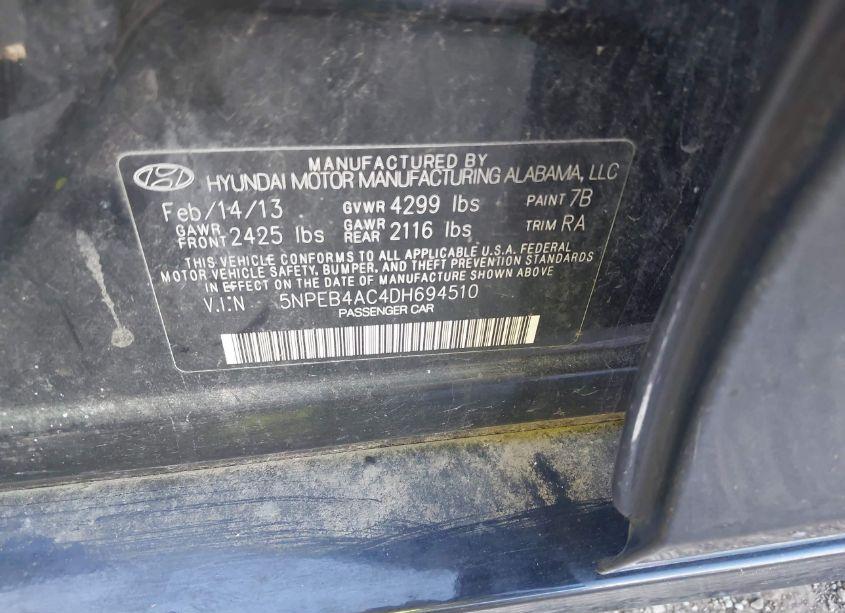 MANUFACTURED BY
HYUNDAI MOTOR MANUFACTURING ALABAMA, LLC
Feb/14/13 GVWR 4299 lbs PAINT 7B
GAWR FRONT 2425 lbs GAWR REAR 2116 lbs TRIM RA
THIS VEHICLE CONFORMS TO ALL APPLICABLE U.S.A. FEDERAL
MOTOR VEHICLE SAFETY, BUMPER, AND THEFT PREVENTION STANDARDS
IN EFFECT ON THE DATE OF MANUFACTURE SHOWN ABOVE
V.I.N 5NPEB4AC4DH694510
PASSENGER CAR